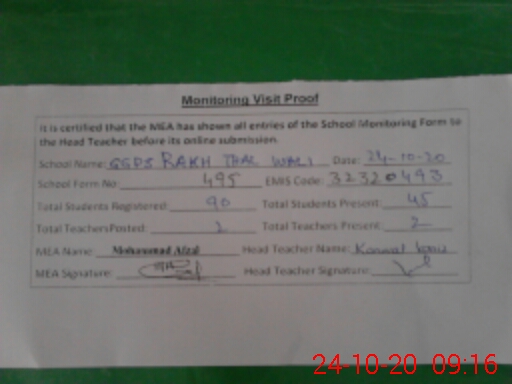 Monitoring Visit Proof
It is certified that the MEA has shown all entries of the School Monitoring Form to
the Head Teacher before its online submission.
School Name: GGPS RAKH THAL WALI Date: 24-10-20
School Form No: 495 EMIS Code: 32320493
Total Students Registered: 90 Total Students Present: 45
Total TeachersPosted: 2 Total Teachers Present: 2
MEA Name: Mohammad Afzal Head Teacher Name: Kanwal
MEA Signature: Head Teacher Signature:
24-10-20 09:16